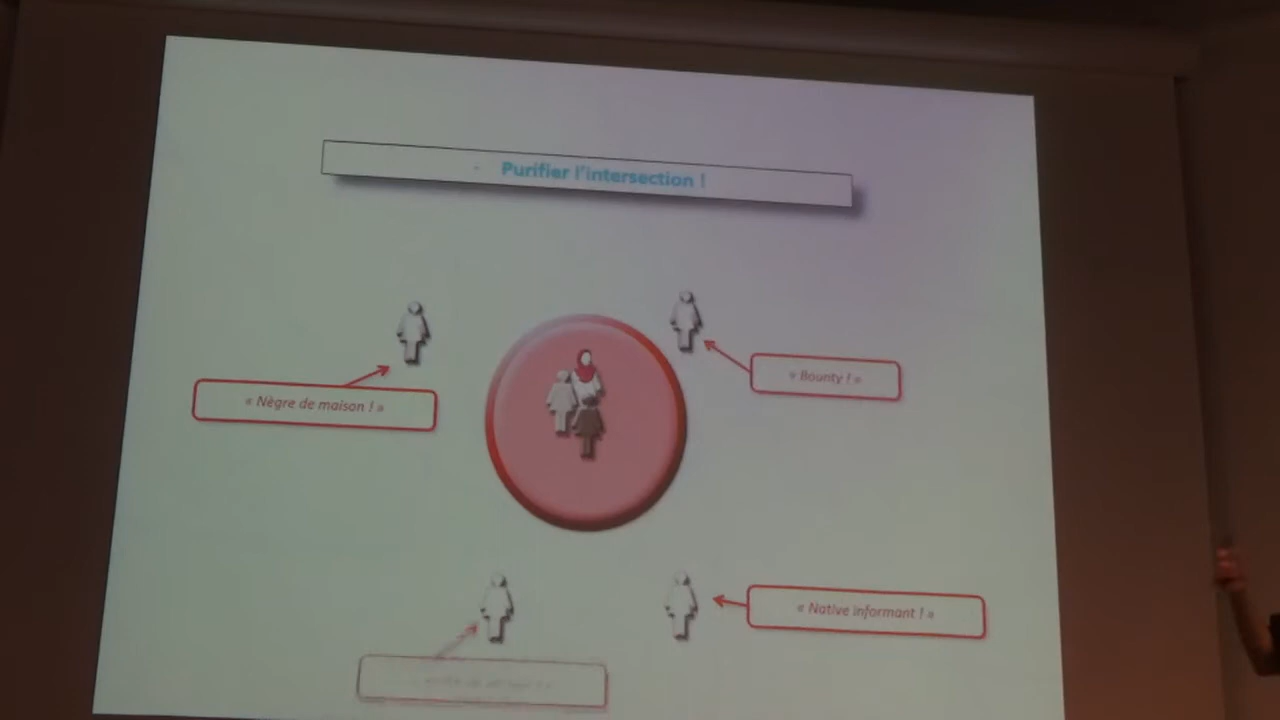 - Purifier l'intersection !
« Bounty ! »
« Nègre de maison ! »
« Native informant ! »